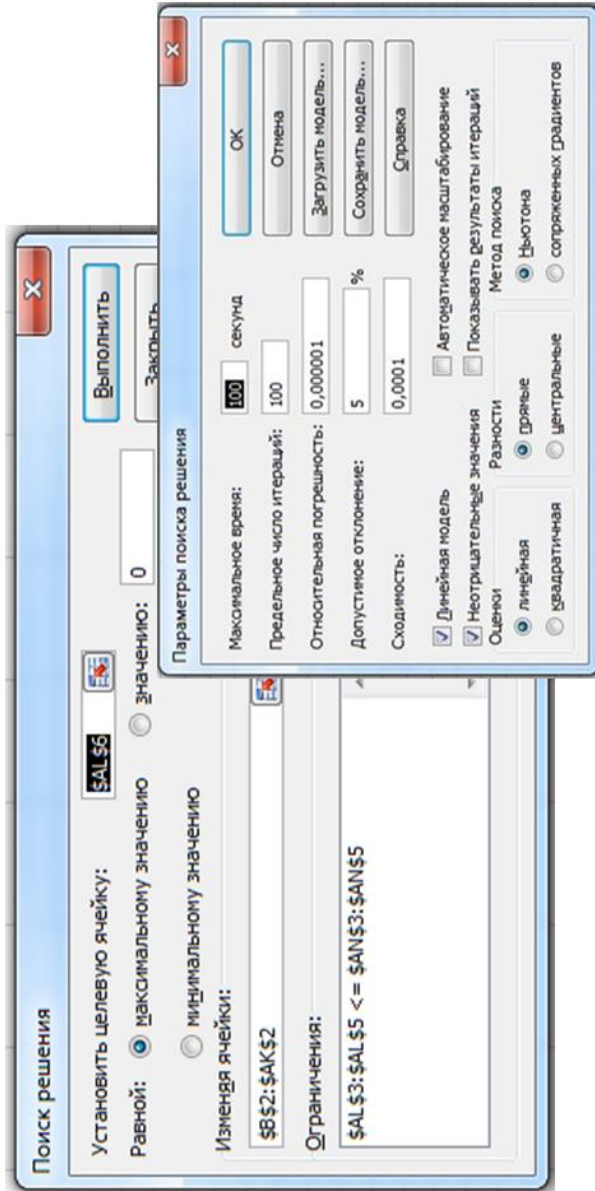 Поиск решения
Установить целевую ячейку: $AL$6
Равной: максимальному значению значению: 0
минимальному значению
Изменяя ячейки:
$B$2:$AK$2
Ограничения:
$AL$3:$AL$5 <= $AN$3:$AN$5
Выполнить
Закрыть
Параметры поиска решения
Максимальное время: 100 секунд
Предельное число итераций: 100
Относительная погрешность: 0,000001
Допустимое отклонение: 5 %
Сходимость: 0,0001
Линейная модель Автоматическое масштабирование
Неотрицательные значения Показывать результаты итераций
Оценки Разности Метод поиска
линейная прямые Ньютона
квадратичная центральные сопряженных градиентов
OK
Отмена
Загрузить модель...
Сохранить модель...
Справка